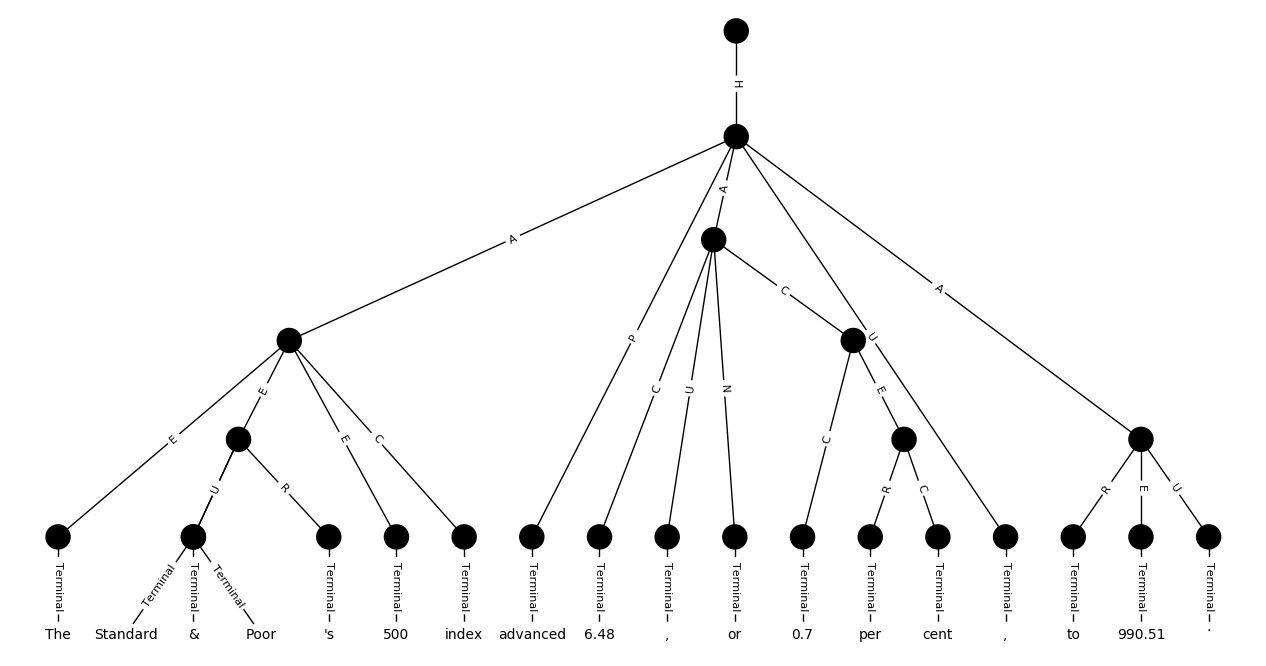 H
A
A
P
A
C
U
E
E
E
C
C
U
N
C
E
U
R
R
C
R
E
U
Terminal Terminal Terminal Terminal Terminal Terminal Terminal Terminal Terminal Terminal Terminal Terminal Terminal Terminal Terminal Terminal Terminal Terminal
The Standard & Poor 's 500 index advanced 6.48 , or 0.7 per cent , to 990.51 .